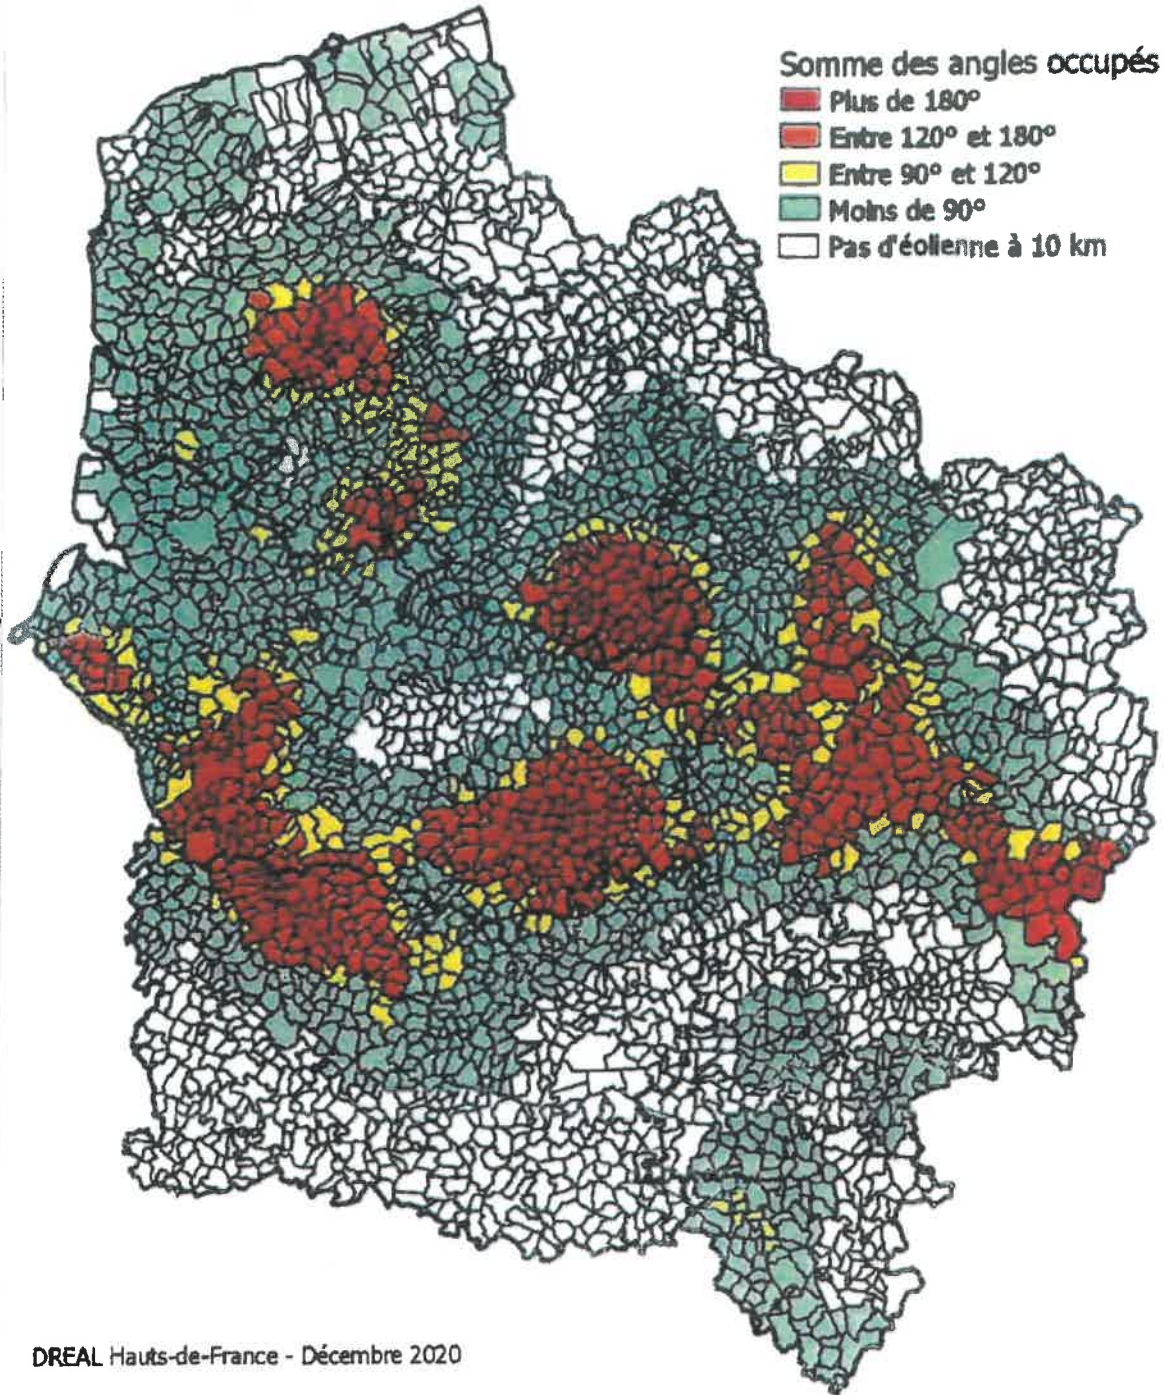 Somme des angles occupés
Plus de 180°
Entre 120° et 180°
Entre 90° et 120°
Moins de 90°
Pas d'éolienne à 10 km
DREAL Hauts-de-France - Décembre 2020